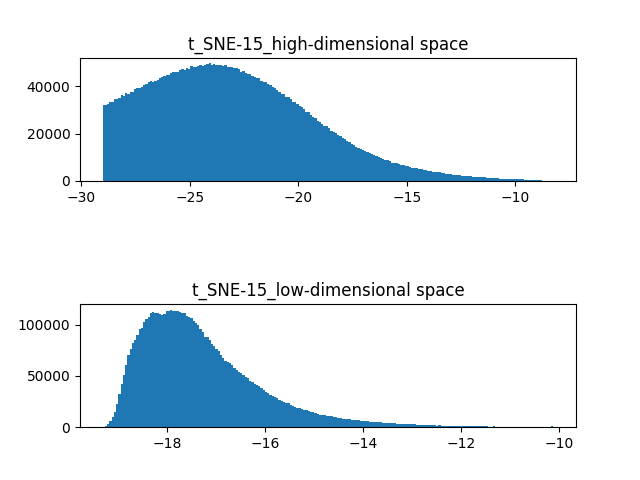 t_SNE-15_high-dimensional space
40000
20000
0
−30 −25 −20 −15 −10
t_SNE-15_low-dimensional space
100000
50000
0
−18 −16 −14 −12 −10